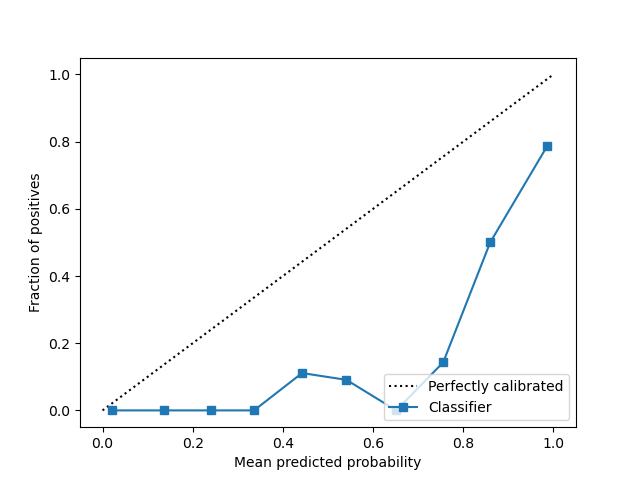 1.0
0.8
0.6
0.4
0.2
0.0
Fraction of positives
Perfectly calibrated
Classifier
0.0 0.2 0.4 0.6 0.8 1.0
Mean predicted probability